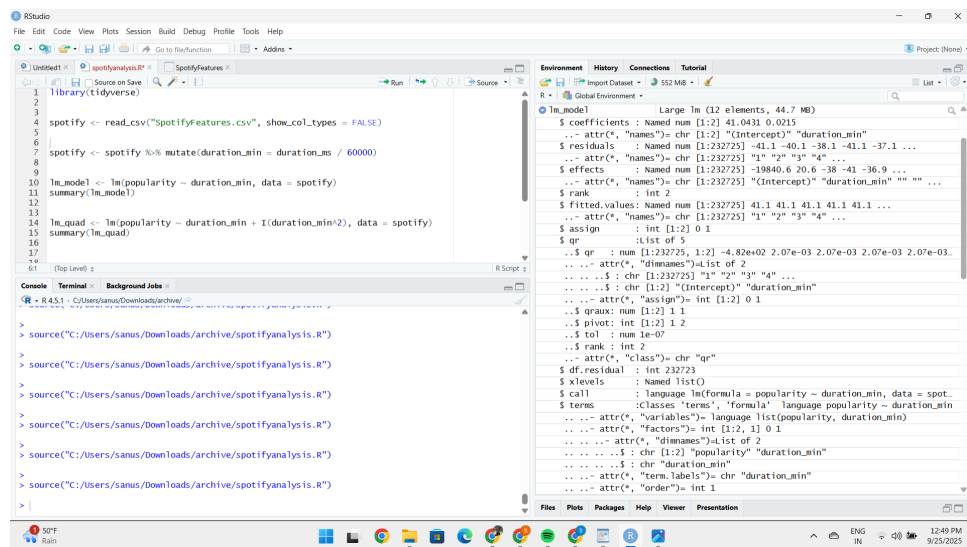 RStudio
File Edit Code View Plots Session Build Debug Profile Tools Help
Go to file/function Addins Project: (None)
Untitled1 spotifyanalysis.R* SpotifyFeatures
Source on Save Run Source
1 library(tidyverse)
2
3
4 spotify <- read_csv("SpotifyFeatures.csv", show_col_types = FALSE)
5
6
7 spotify <- spotify %>% mutate(duration_min = duration_ms / 60000)
8
9
10 lm_model <- lm(popularity ~ duration_min, data = spotify)
11 summary(lm_model)
12
13
14 lm_quad <- lm(popularity ~ duration_min + I(duration_min^2), data = spotify)
15 summary(lm_quad)
16
17
18
6:1 (Top Level) R Script
Console Terminal Background Jobs
R 4.5.1 · C:/Users/sanus/Downloads/archive/
>
> source("C:/Users/sanus/Downloads/archive/spotifyanalysis.R")
>
> source("C:/Users/sanus/Downloads/archive/spotifyanalysis.R")
>
> source("C:/Users/sanus/Downloads/archive/spotifyanalysis.R")
>
> source("C:/Users/sanus/Downloads/archive/spotifyanalysis.R")
>
> source("C:/Users/sanus/Downloads/archive/spotifyanalysis.R")
>
> source("C:/Users/sanus/Downloads/archive/spotifyanalysis.R")
>
Environment History Connections Tutorial
Import Dataset 552 MiB List
R Global Environment
lm_model Large lm (12 elements, 44.7 MB)
$ coefficients : Named num [1:2] 41.0431 0.0215
..- attr(*, "names")= chr [1:2] "(Intercept)" "duration_min"
$ residuals : Named num [1:232725] -41.1 -40.1 -38.1 -41.1 -37.1 ...
..- attr(*, "names")= chr [1:232725] "1" "2" "3" "4" ...
$ effects : Named num [1:232725] -19840.6 20.6 -38 -41 -36.9 ...
..- attr(*, "names")= chr [1:232725] "(Intercept)" "duration_min" "" "" ...
$ rank : int 2
$ fitted.values: Named num [1:232725] 41.1 41.1 41.1 41.1 41.1 ...
..- attr(*, "names")= chr [1:232725] "1" "2" "3" "4" ...
$ assign : int [1:2] 0 1
$ qr :List of 5
..$ qr : num [1:232725, 1:2] -4.82e+02 2.07e-03 2.07e-03 2.07e-03 2.07e-03...
.. ..- attr(*, "dimnames")=List of 2
.. .. ..$ : chr [1:232725] "1" "2" "3" "4" ...
.. .. ..$ : chr [1:2] "(Intercept)" "duration_min"
.. ..- attr(*, "assign")= int [1:2] 0 1
..$ qraux: num [1:2] 1 1
..$ pivot: int [1:2] 1 2
..$ tol : num 1e-07
..$ rank : int 2
..- attr(*, "class")= chr "qr"
$ df.residual : int 232723
$ xlevels : Named list()
$ call : language lm(formula = popularity ~ duration_min, data = spot...
$ terms :Classes 'terms', 'formula' language popularity ~ duration_min
.. ..- attr(*, "variables")= language list(popularity, duration_min)
.. ..- attr(*, "factors")= int [1:2, 1] 0 1
.. .. ..- attr(*, "dimnames")=List of 2
.. .. .. ..$ : chr [1:2] "popularity" "duration_min"
.. .. .. ..$ : chr "duration_min"
.. ..- attr(*, "term.labels")= chr "duration_min"
.. ..- attr(*, "order")= int 1
Files Plots Packages Help Viewer Presentation
50°F
Rain
ENG
IN
12:49 PM
9/25/2025